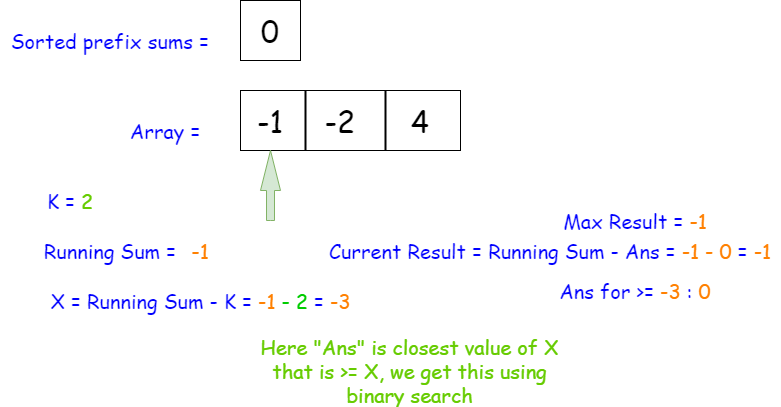 Sorted prefix sums = 0
Array = -1 -2 4
K = 2
Max Result = -1
Running Sum = -1
Current Result = Running Sum - Ans = -1 - 0 = -1
X = Running Sum - K = -1 - 2 = -3
Ans for >= -3 : 0
Here "Ans" is closest value of X
that is >= X, we get this using
binary search